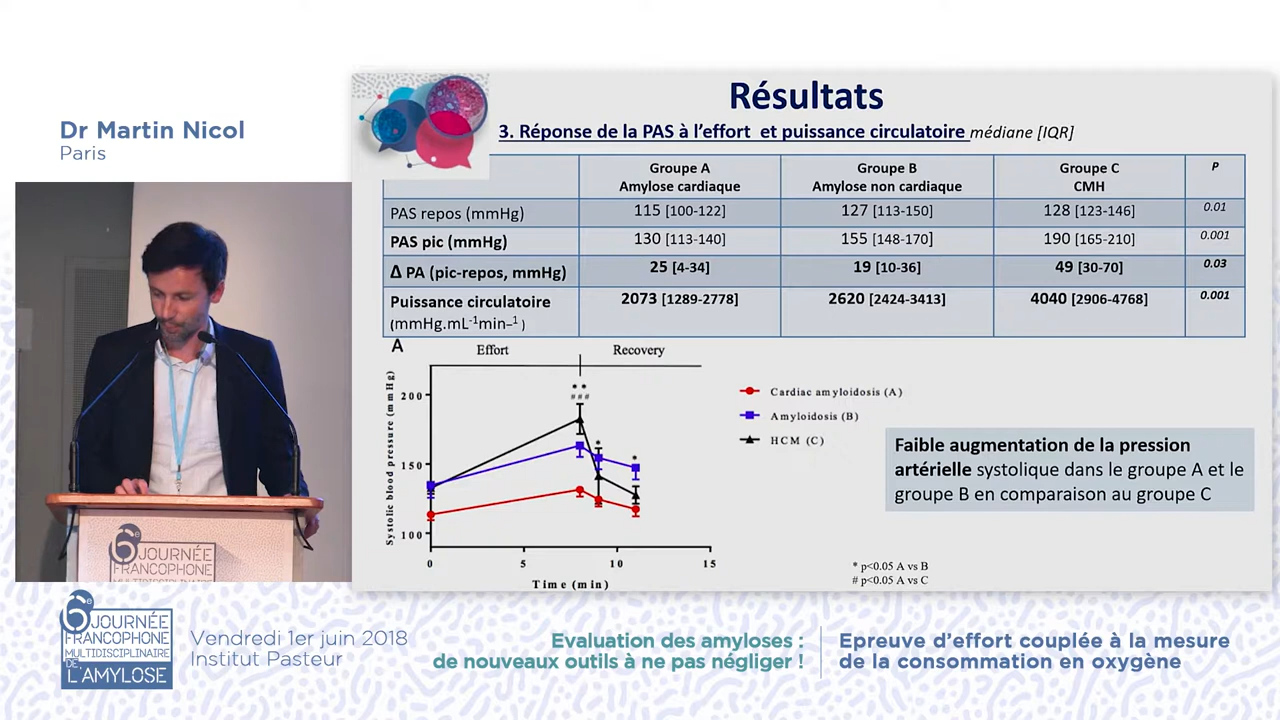 Dr Martin Nicol
Paris
Résultats
3. Réponse de la PAS à l'effort et puissance circulatoire médiane [IQR]
Groupe A
Amylose cardiaque
Groupe B
Amylose non cardiaque
Groupe C
CMH
P
PAS repos (mmHg)
115 [100-122]
127 [113-150]
128 [123-146]
0.01
PAS pic (mmHg)
130 [113-140]
155 [148-170]
190 [165-210]
0.001
Δ PA (pic-repos, mmHg)
25 [4-34]
19 [10-36]
49 [30-70]
0.03
Puissance circulatoire
(mmHg.mL⁻¹min–¹ )
2073 [1289-2778]
2620 [2424-3413]
4040 [2906-4768]
0.001
A
Effort
Recovery
Systolic blood pressure (mmHg)
200
150
100
* *
###
*
*
0
5
10
15
Time (min)
Cardiac amyloidosis (A)
Amyloidosis (B)
HCM (C)
Faible augmentation de la pression
artérielle systolique dans le groupe A et le
groupe B en comparaison au groupe C
* p<0.05 A vs B
# p<0.05 A vs C
6e
JOURNÉE
FRANCOPHONE
MULTIDISCIPLINAIRE
6e
JOURNÉE
FRANCOPHONE
MULTIDISCIPLINAIRE
DE
L'AMYLOSE
Vendredi 1er juin 2018
Institut Pasteur
Evaluation des amyloses :
de nouveaux outils à ne pas négliger !
Epreuve d'effort couplée à la mesure
de la consommation en oxygène